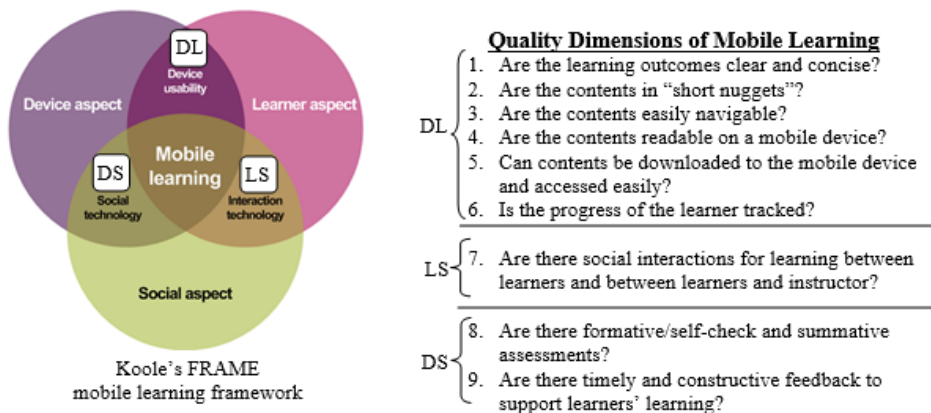 DL
Device
usability
Device aspect
Learner aspect
Mobile
learning
DS
Social
technology
LS
Interaction
technology
Social aspect
Koole's FRAME
mobile learning framework
Quality Dimensions of Mobile Learning
DL
1. Are the learning outcomes clear and concise?
2. Are the contents in “short nuggets”?
3. Are the contents easily navigable?
4. Are the contents readable on a mobile device?
5. Can contents be downloaded to the mobile device
and accessed easily?
6. Is the progress of the learner tracked?
LS
7. Are there social interactions for learning between
learners and between learners and instructor?
DS
8. Are there formative/self-check and summative
assessments?
9. Are there timely and constructive feedback to
support learners' learning?